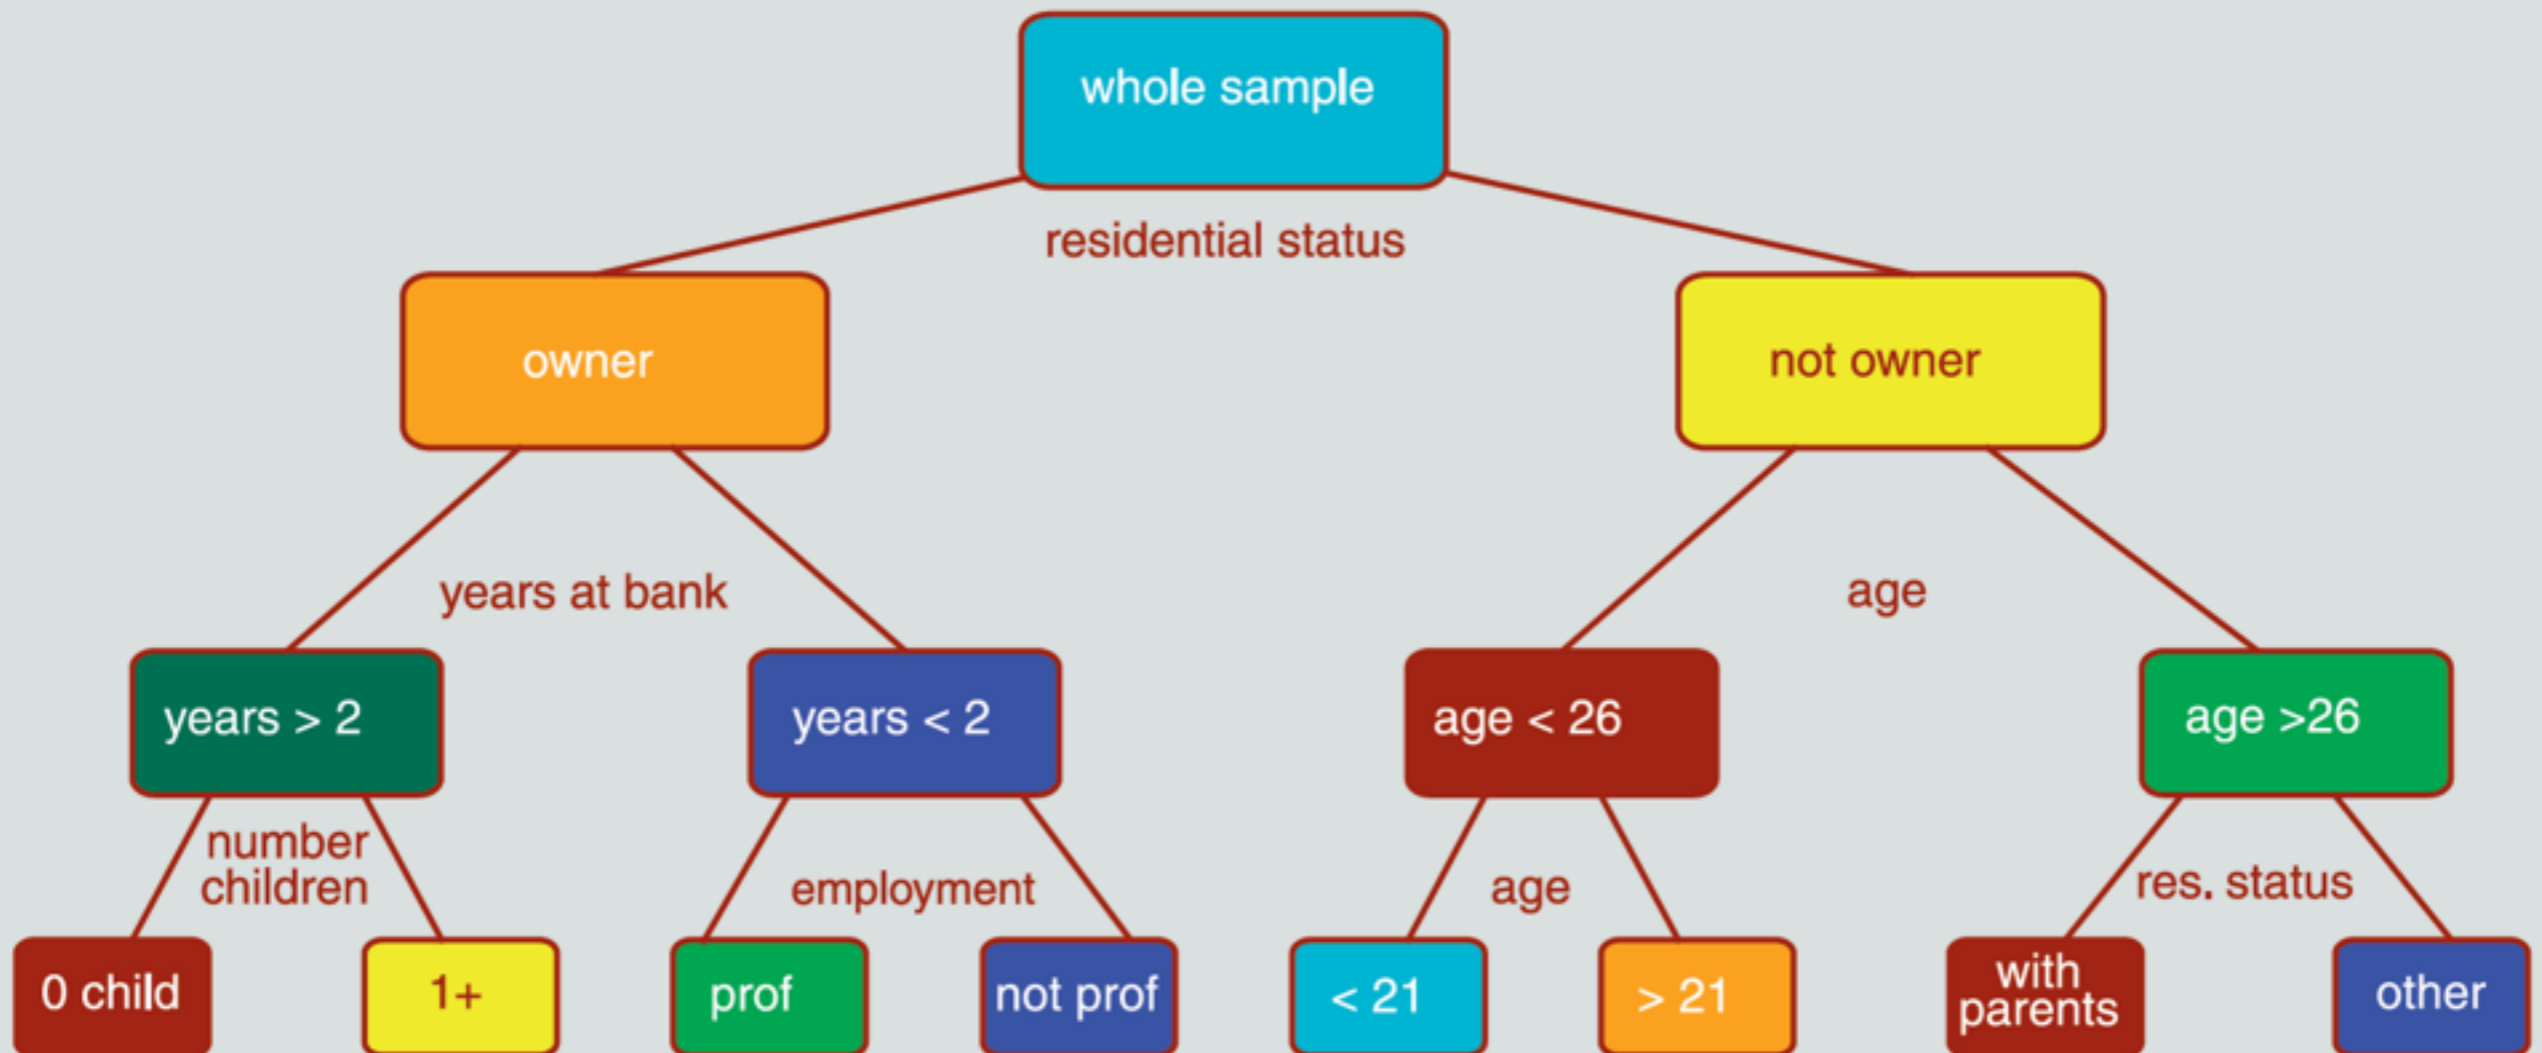 whole sample
residential status
owner
not owner
years at bank
age
years > 2
years < 2
age < 26
age >26
number
children
employment
age
res. status
0 child
1+
prof
not prof
< 21
> 21
with
parents
other